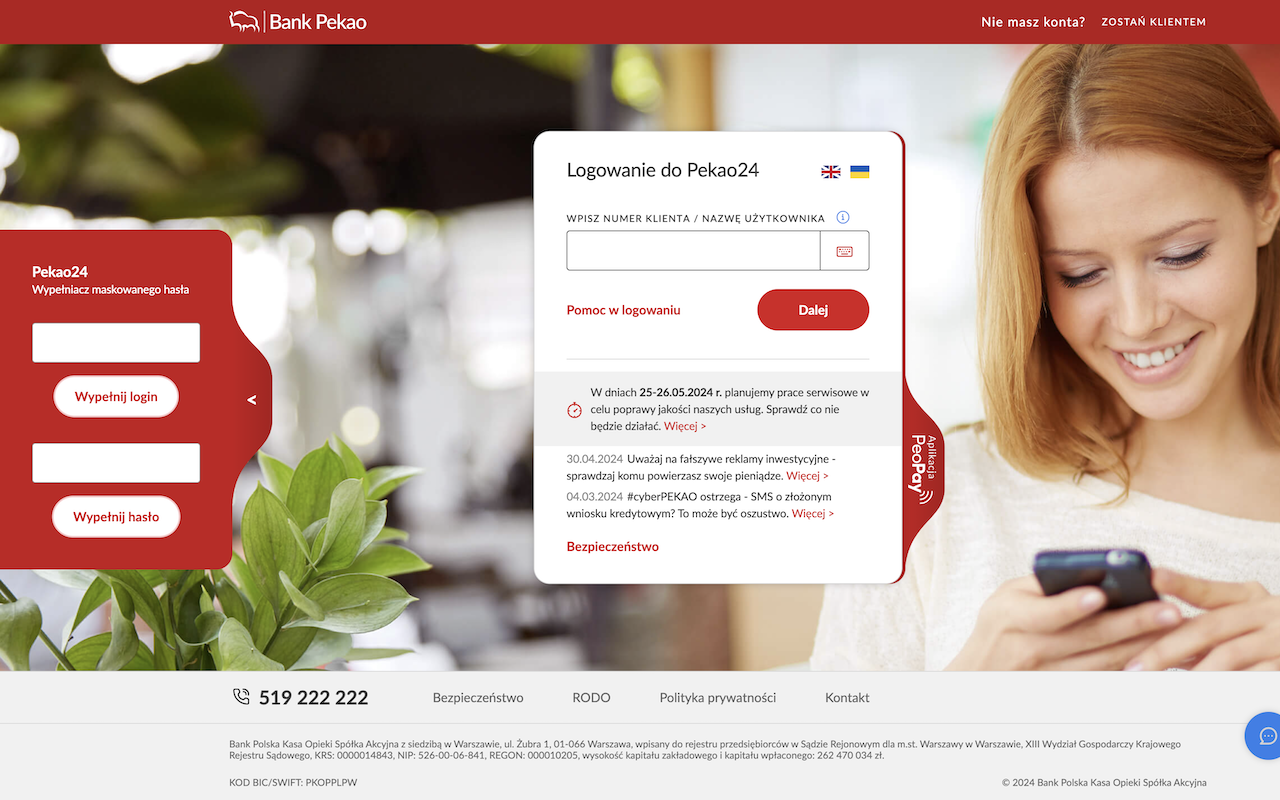 Bank Pekao
Nie masz konta? ZOSTAŃ KLIENTEM
Logowanie do Pekao24
WPISZ NUMER KLIENTA / NAZWĘ UŻYTKOWNIKA
Pomoc w logowaniu
Dalej
W dniach 25-26.05.2024 r. planujemy prace serwisowe w
celu poprawy jakości naszych usług. Sprawdź co nie
będzie działać. Więcej >
30.04.2024 Uważaj na fałszywe reklamy inwestycyjne -
sprawdzaj komu powierzasz swoje pieniądze. Więcej >
04.03.2024 #cyberPEKAO ostrzega - SMS o złożonym
wniosku kredytowym? To może być oszustwo. Więcej >
Bezpieczeństwo
Aplikacja
PeoPay
Pekao24
Wypełniacz maskowanego hasła
Wypełnij login
<
Wypełnij hasło
519 222 222 Bezpieczeństwo RODO Polityka prywatności Kontakt
Bank Polska Kasa Opieki Spółka Akcyjna z siedzibą w Warszawie, ul. Żubra 1, 01-066 Warszawa, wpisany do rejestru przedsiębiorców w Sądzie Rejonowym dla m.st. Warszawy w Warszawie, XIII Wydział Gospodarczy Krajowego
Rejestru Sądowego, KRS: 0000014843, NIP: 526-00-06-841, REGON: 000010205, wysokość kapitału zakładowego i kapitału wpłaconego: 262 470 034 zł.
KOD BIC/SWIFT: PKOPPLPW © 2024 Bank Polska Kasa Opieki Spółka Akcyjna